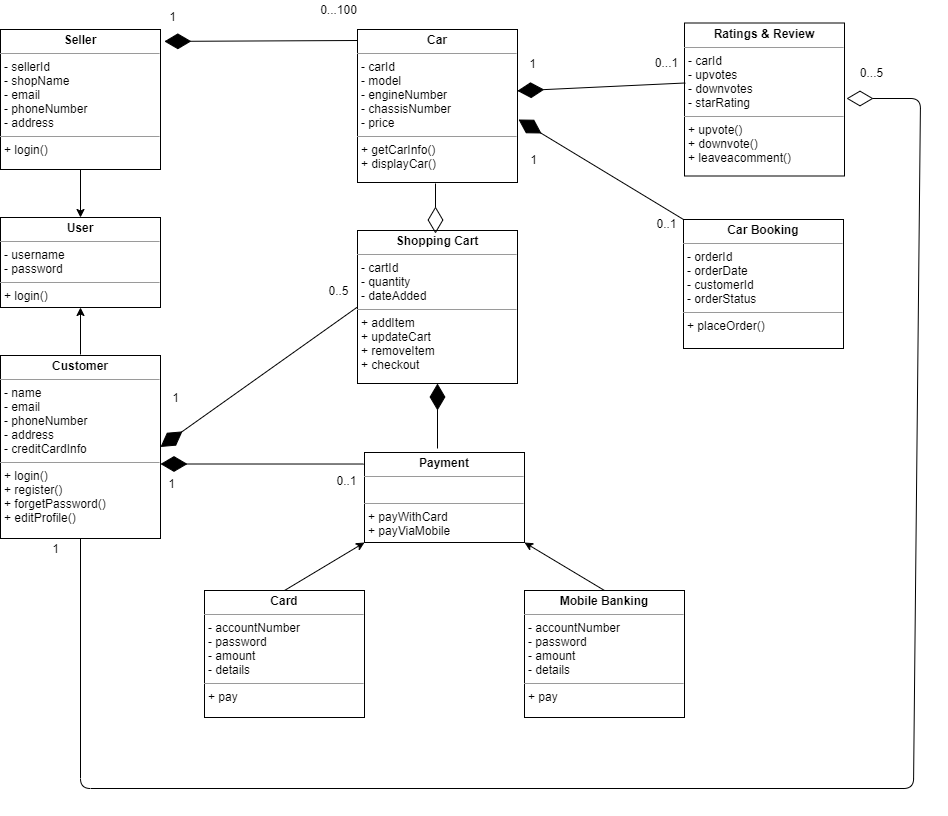 1
0...100
Seller
- sellerId
- shopName
- email
- phoneNumber
- address
+ login()
Car
- carId
- model
- engineNumber
- chassisNumber
- price
+ getCarInfo()
+ displayCar()
1
0...1
Ratings & Review
- carId
- upvotes
- downvotes
- starRating
+ upvote()
+ downvote()
+ leaveacomment()
0...5
1
0..1
User
- username
- password
+ login()
Shopping Cart
- cartId
- quantity
- dateAdded
+ addItem
+ updateCart
+ removeItem
+ checkout
Car Booking
- orderId
- orderDate
- customerId
- orderStatus
+ placeOrder()
0..5
1
Customer
- name
- email
- phoneNumber
- address
- creditCardInfo
+ login()
+ register()
+ forgetPassword()
+ editProfile()
1
0..1
1
Payment
+ payWithCard
+ payViaMobile
Card
- accountNumber
- password
- amount
- details
+ pay
Mobile Banking
- accountNumber
- password
- amount
- details
+ pay